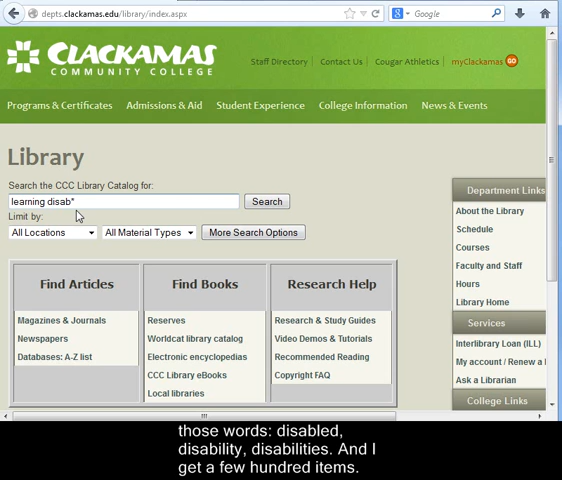 depts.clackamas.edu/library/index.aspx
Google
CLACKAMAS
COMMUNITY COLLEGE
Staff Directory
Contact Us
Cougar Athletics
myClackamas GO
Programs & Certificates
Admissions & Aid
Student Experience
College Information
News & Events
Library
Search the CCC Library Catalog for:
learning disab*
Search
Limit by:
All Locations
All Material Types
More Search Options
Find Articles
Magazines & Journals
Newspapers
Databases: A-Z list
Find Books
Reserves
Worldcat library catalog
Electronic encyclopedias
CCC Library eBooks
Local libraries
Research Help
Research & Study Guides
Video Demos & Tutorials
Recommended Reading
Copyright FAQ
Department Links
About the Library
Schedule
Courses
Faculty and Staff
Hours
Library Home
Services
Interlibrary Loan (ILL)
My account / Renew a
Ask a Librarian
College Links
those words: disabled,
disability, disabilities. And I
get a few hundred items.